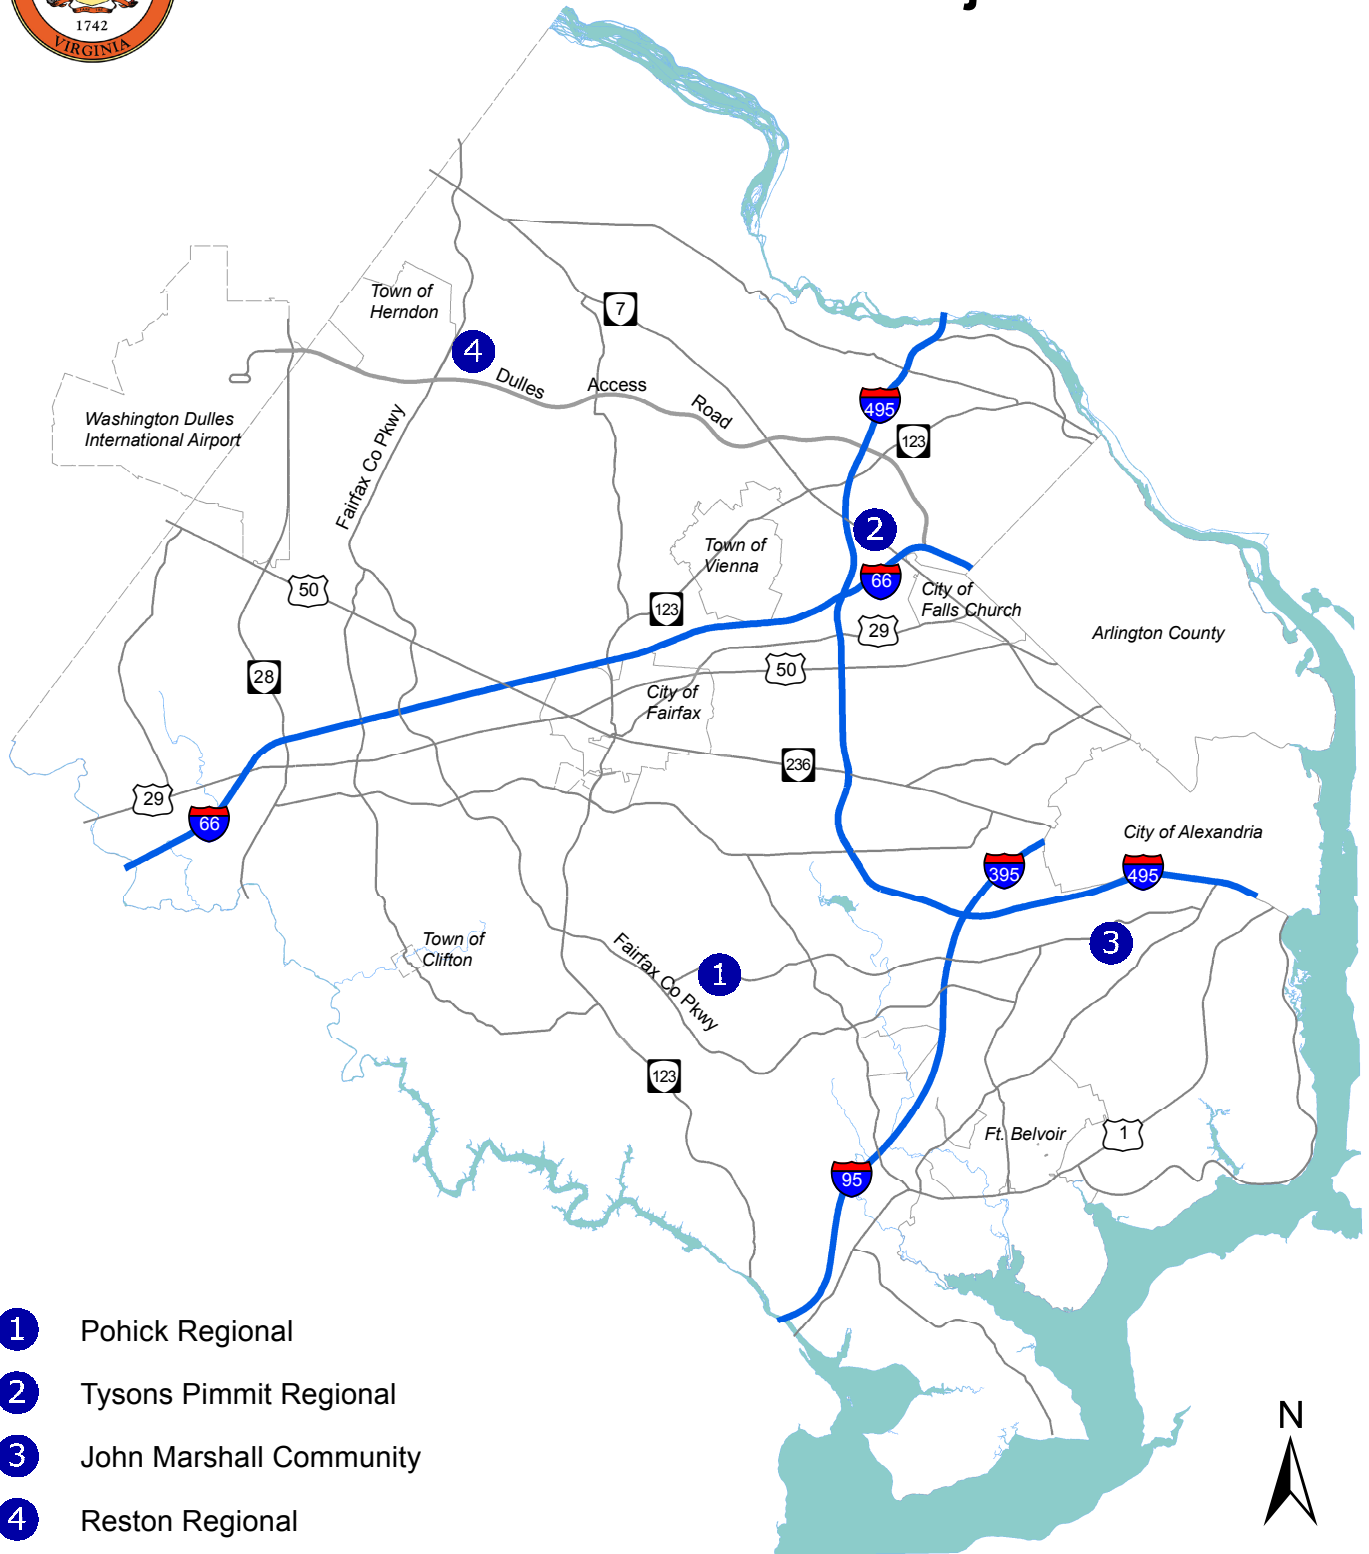 1742
VIRGINIA
j
Town of
Herndon
7
4
Dulles
Access
Road
495
123
Washington Dulles
International Airport
Fairfax Co Pkwy
2
Town of
Vienna
66
City of
Falls Church
50
123
29
Arlington County
28
50
City of
Fairfax
236
29
66
City of Alexandria
395
495
Town of
Clifton
3
Fairfax Co Pkwy
1
123
Ft. Belvoir
1
95
1 Pohick Regional
2 Tysons Pimmit Regional
3 John Marshall Community
4 Reston Regional
N